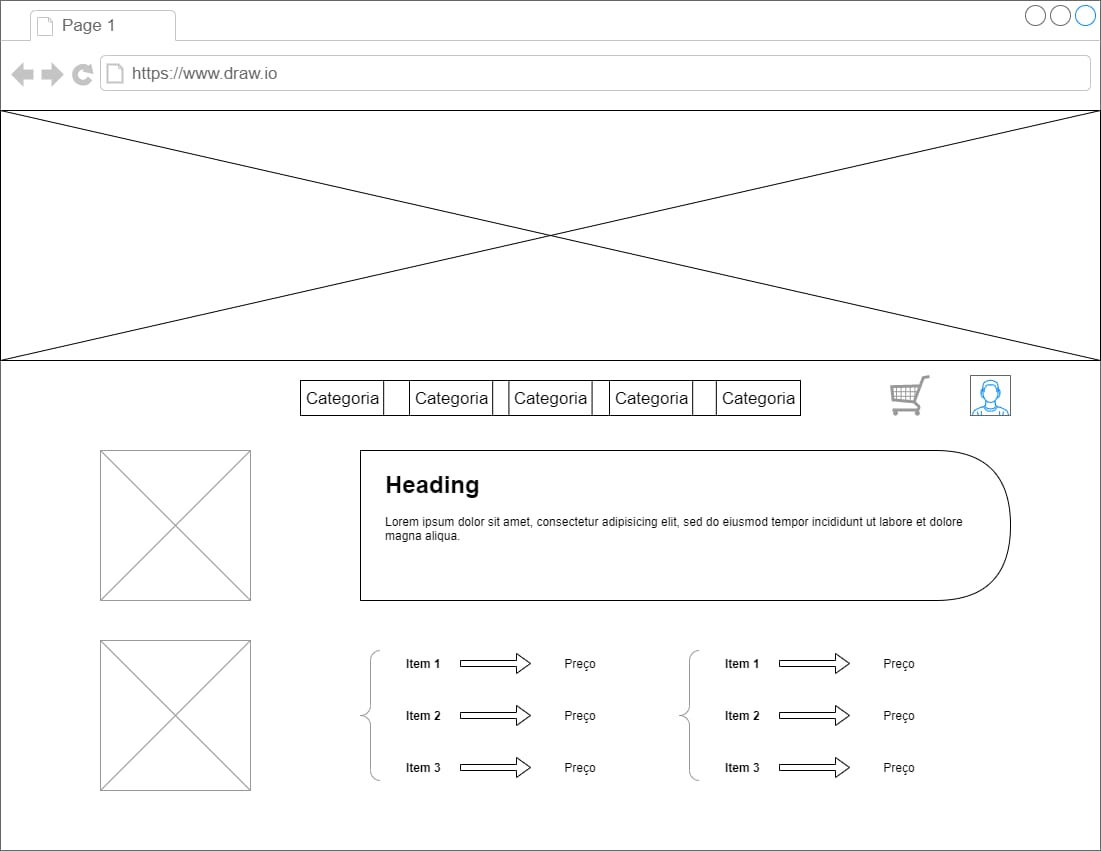 Page 1
https://www.draw.io
Categoria Categoria Categoria Categoria Categoria
Heading
Lorem ipsum dolor sit amet, consectetur adipisicing elit, sed do eiusmod tempor incididunt ut labore et dolore
magna aliqua.
Item 1 Preço Item 1 Preço
Item 2 Preço Item 2 Preço
Item 3 Preço Item 3 Preço